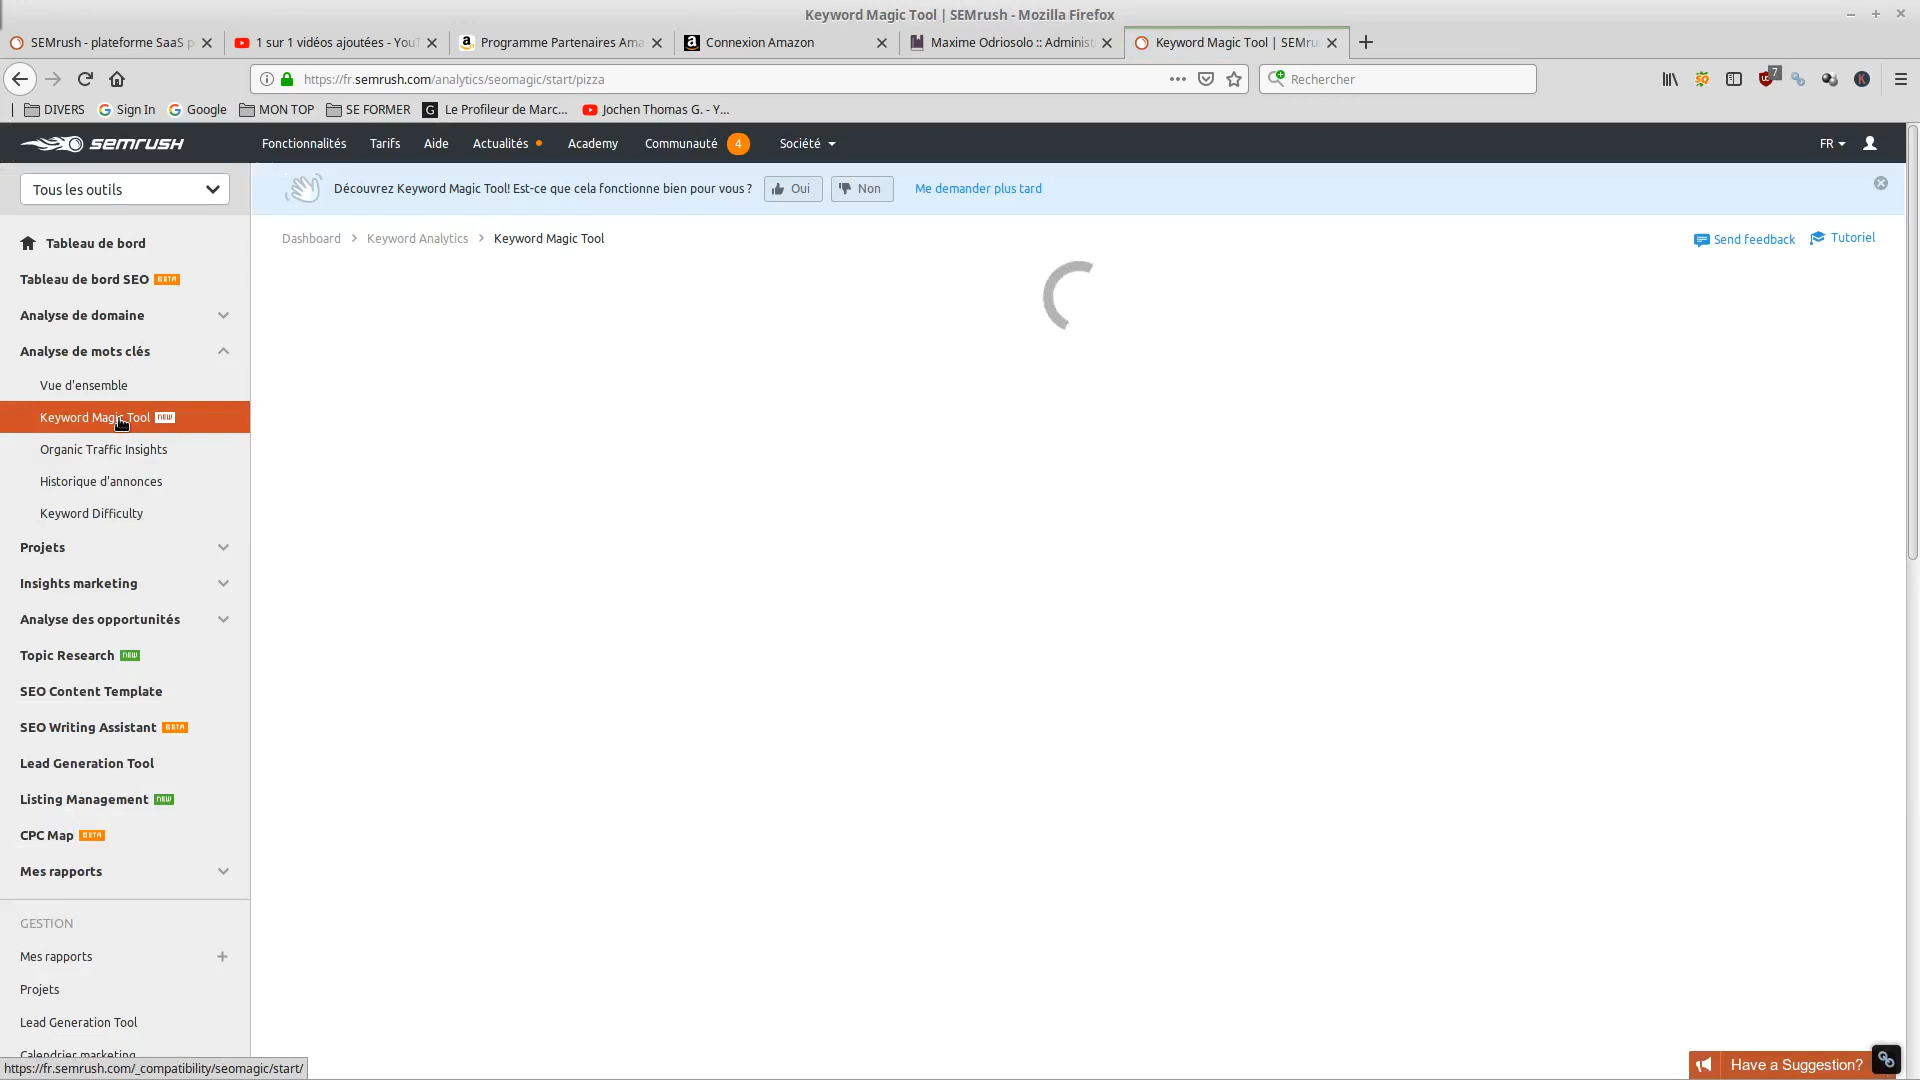 Keyword Magic Tool | SEMrush - Mozilla Firefox
SEMrush - plateforme SaaS p
1 sur 1 vidéos ajoutées - YouT
Programme Partenaires Ama
Connexion Amazon
Maxime Odriosolo :: Administ
Keyword Magic Tool | SEMru
https://fr.semrush.com/analytics/seomagic/start/pizza
Rechercher
7
DIVERS
Sign In
Google
MON TOP
SE FORMER
Le Profileur de Marc...
Jochen Thomas G. - Y...
SEMRUSH
Fonctionnalités
Tarifs
Aide
Actualités
Academy
Communauté 4
Société
FR
Tous les outils
Découvrez Keyword Magic Tool! Est-ce que cela fonctionne bien pour vous ?
Oui
Non
Me demander plus tard
Dashboard > Keyword Analytics > Keyword Magic Tool
Send feedback
Tutoriel
Tableau de bord
Tableau de bord SEO BETA
Analyse de domaine
Analyse de mots clés
Vue d'ensemble
Keyword Magic Tool NEW
Organic Traffic Insights
Historique d'annonces
Keyword Difficulty
Projets
Insights marketing
Analyse des opportunités
Topic Research NEW
SEO Content Template
SEO Writing Assistant BETA
Lead Generation Tool
Listing Management NEW
CPC Map BETA
Mes rapports
GESTION
Mes rapports
Projets
Lead Generation Tool
Calendrier marketing
https://fr.semrush.com/_compatibility/seomagic/start/
Have a Suggestion?